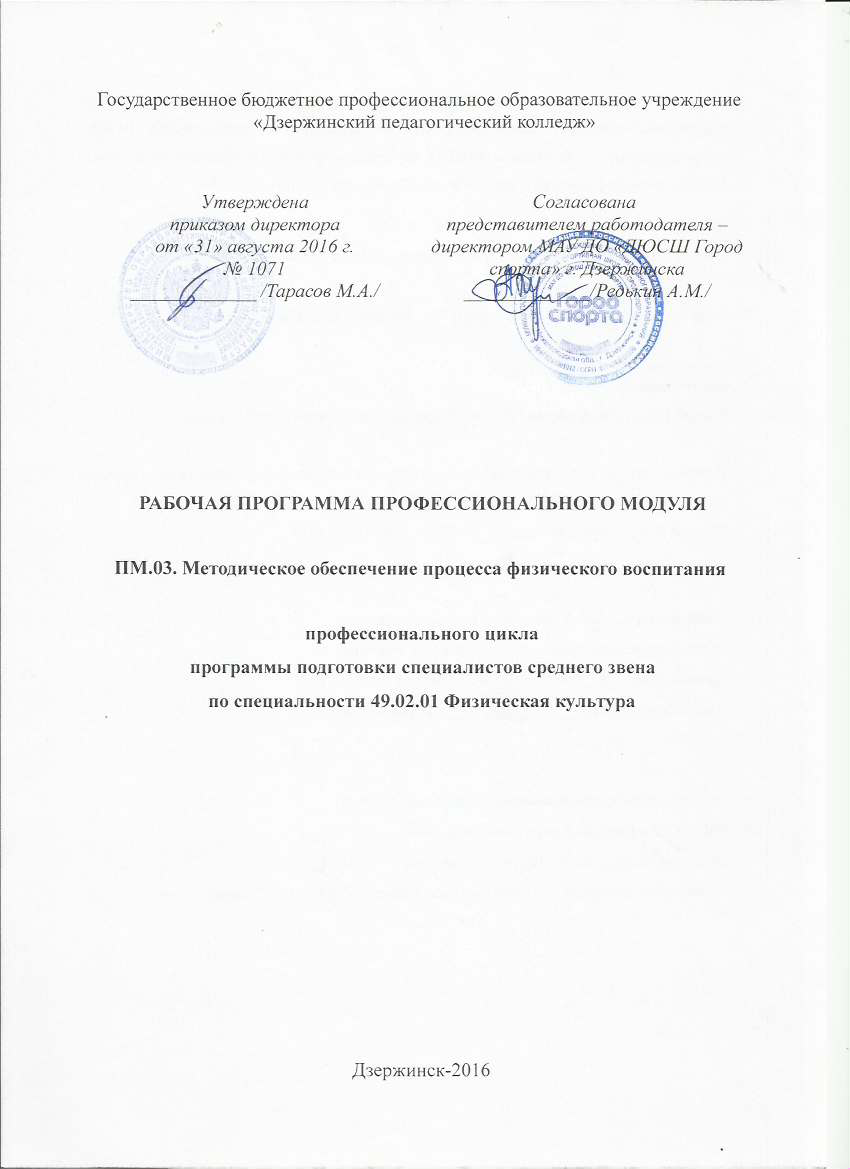 Государственное бюджетное профессиональное образовательное учреждение
«Дзержинский педагогический колледж»
Утверждена
приказом директора
от «31» августа 2016 г.
№ 1071
/Тарасов М.А./
Согласована
представителем работодателя –
директором МАУ ДО «ДЮСШ Город
спорта» г. Дзержинска
/Редькин А.М./
город
спорта
РАБОЧАЯ ПРОГРАММА ПРОФЕССИОНАЛЬНОГО МОДУЛЯ
ПМ.03. Методическое обеспечение процесса физического воспитания
профессионального цикла
программы подготовки специалистов среднего звена
по специальности 49.02.01 Физическая культура
Дзержинск-2016